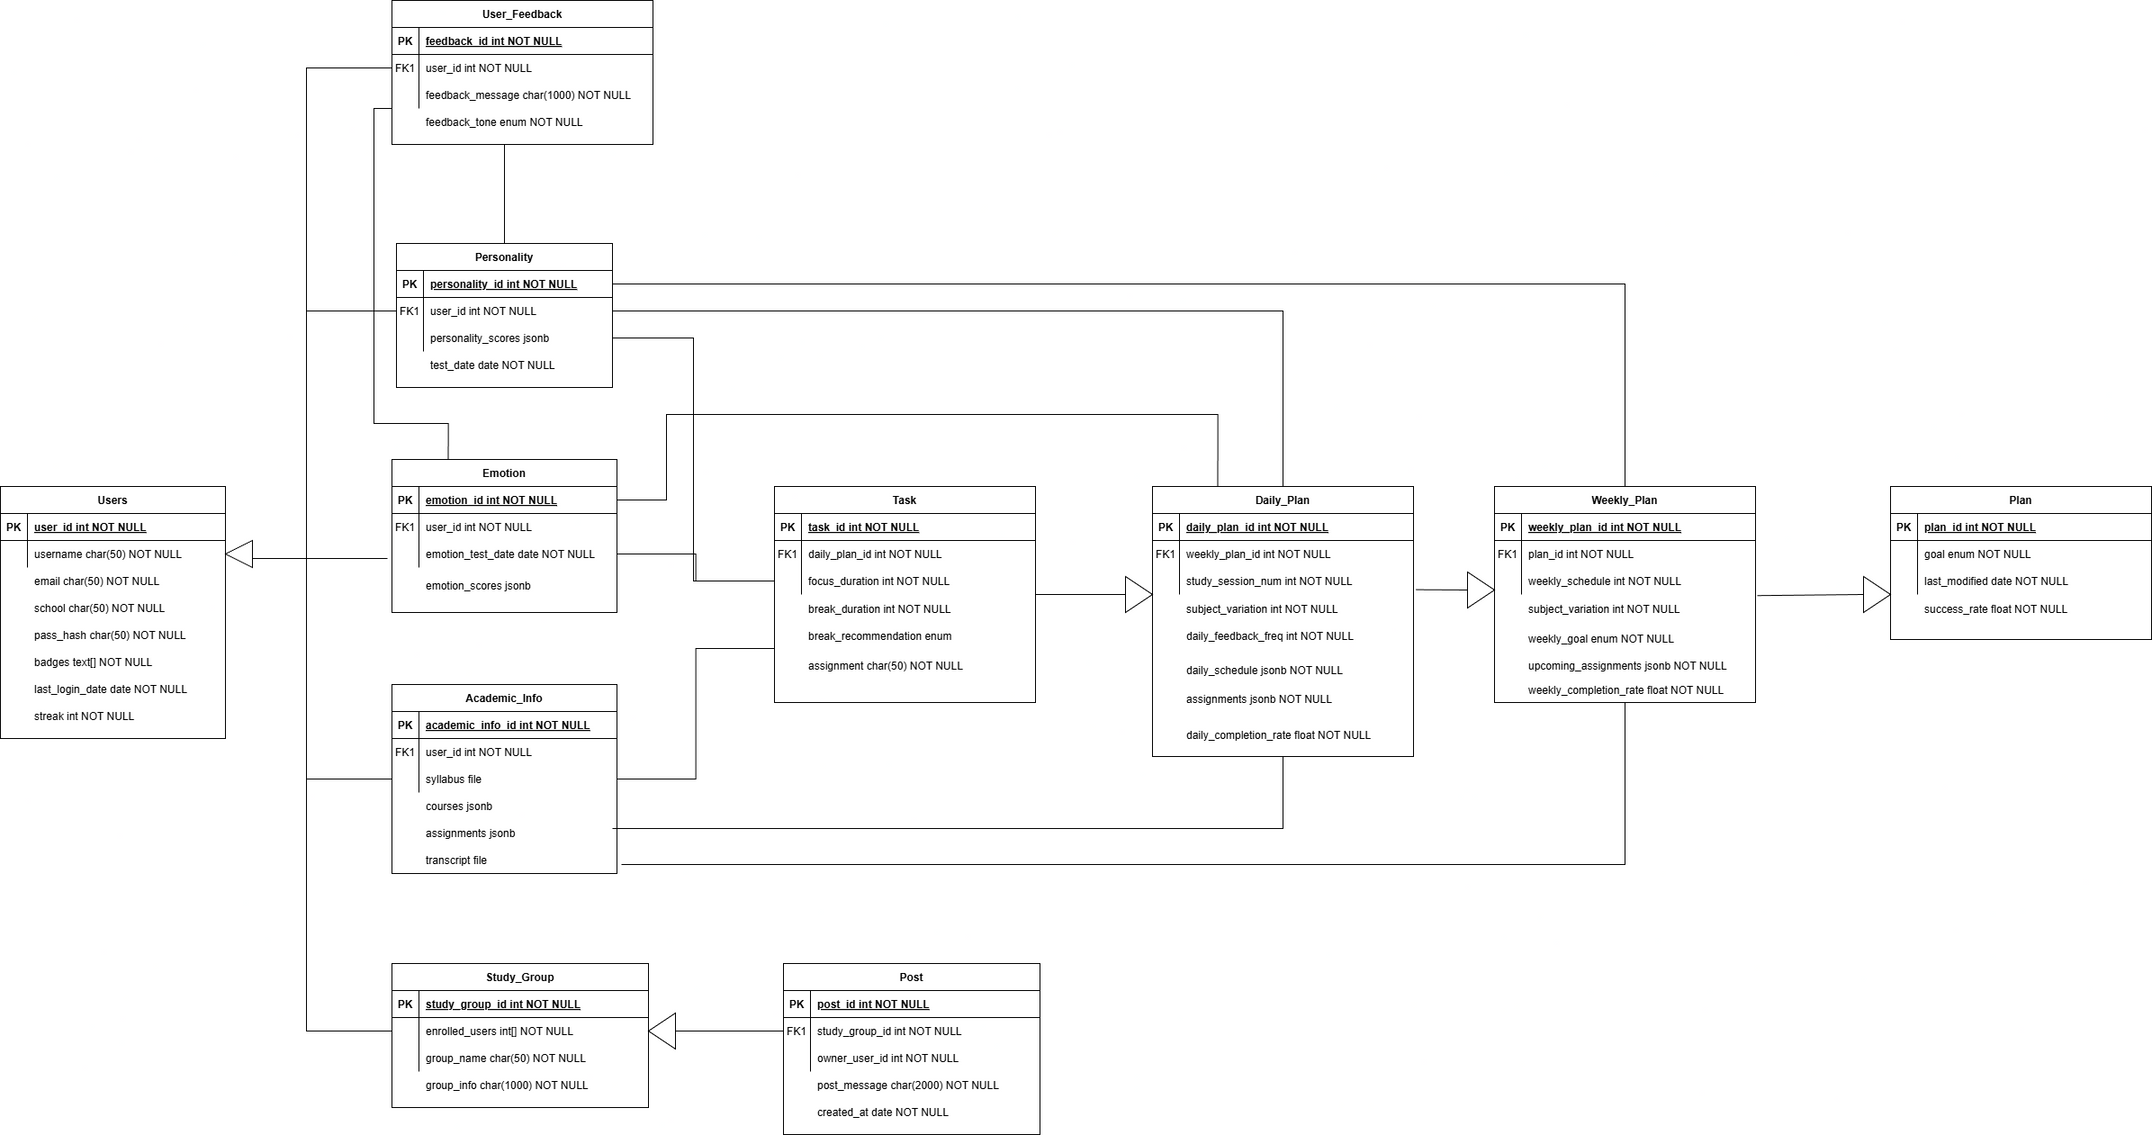 User_Feedback
PK feedback_id int NOT NULL
FK1 user_id int NOT NULL
feedback_message char(1000) NOT NULL
feedback_tone enum NOT NULL
Personality
PK personality_id int NOT NULL
FK1 user_id int NOT NULL
personality_scores jsonb
test_date date NOT NULL
Emotion
PK emotion_id int NOT NULL
FK1 user_id int NOT NULL
emotion_test_date date NOT NULL
emotion_scores jsonb
Users
PK user_id int NOT NULL
username char(50) NOT NULL
email char(50) NOT NULL
school char(50) NOT NULL
pass_hash char(50) NOT NULL
badges text[] NOT NULL
last_login_date date NOT NULL
streak int NOT NULL
Task
PK task_id int NOT NULL
FK1 daily_plan_id int NOT NULL
focus_duration int NOT NULL
break_duration int NOT NULL
break_recommendation enum
assignment char(50) NOT NULL
Daily_Plan
PK daily_plan_id int NOT NULL
FK1 weekly_plan_id int NOT NULL
study_session_num int NOT NULL
subject_variation int NOT NULL
daily_feedback_freq int NOT NULL
daily_schedule jsonb NOT NULL
assignments jsonb NOT NULL
daily_completion_rate float NOT NULL
Weekly_Plan
PK weekly_plan_id int NOT NULL
FK1 plan_id int NOT NULL
weekly_schedule int NOT NULL
subject_variation int NOT NULL
weekly_goal enum NOT NULL
upcoming_assignments jsonb NOT NULL
weekly_completion_rate float NOT NULL
Plan
PK plan_id int NOT NULL
goal enum NOT NULL
last_modified date NOT NULL
success_rate float NOT NULL
Academic_Info
PK academic_info_id int NOT NULL
FK1 user_id int NOT NULL
syllabus file
courses jsonb
assignments jsonb
transcript file
Study_Group
PK study_group_id int NOT NULL
enrolled_users int[] NOT NULL
group_name char(50) NOT NULL
group_info char(1000) NOT NULL
Post
PK post_id int NOT NULL
FK1 study_group_id int NOT NULL
owner_user_id int NOT NULL
post_message char(2000) NOT NULL
created_at date NOT NULL